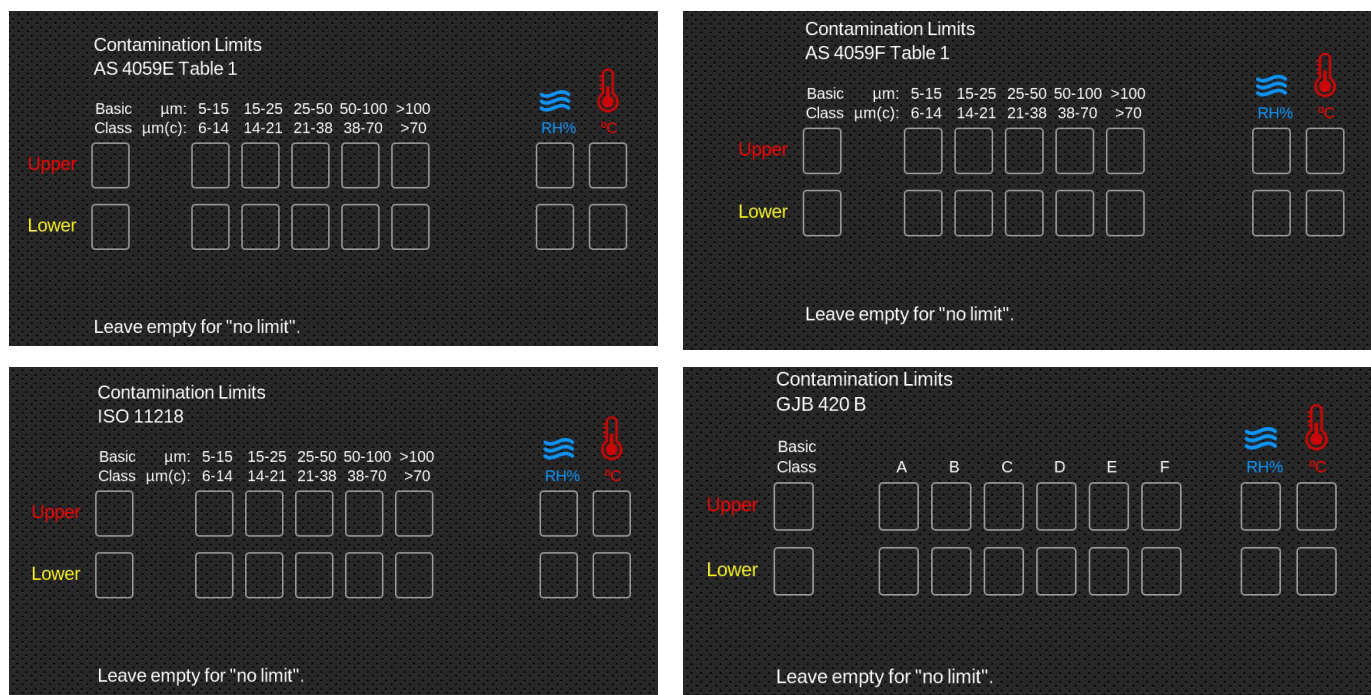 Contamination Limits
AS 4059E Table 1
Basic µm: 5-15 15-25 25-50 50-100 >100
Class µm(c): 6-14 14-21 21-38 38-70 >70
RH% ºC
Upper
Lower
Leave empty for "no limit".
Contamination Limits
AS 4059F Table 1
Basic µm: 5-15 15-25 25-50 50-100 >100
Class µm(c): 6-14 14-21 21-38 38-70 >70
RH% ºC
Upper
Lower
Leave empty for "no limit".
Contamination Limits
ISO 11218
Basic µm: 5-15 15-25 25-50 50-100 >100
Class µm(c): 6-14 14-21 21-38 38-70 >70
RH% ºC
Upper
Lower
Leave empty for "no limit".
Contamination Limits
GJB 420 B
Basic
Class A B C D E F
RH% ºC
Upper
Lower
Leave empty for "no limit".